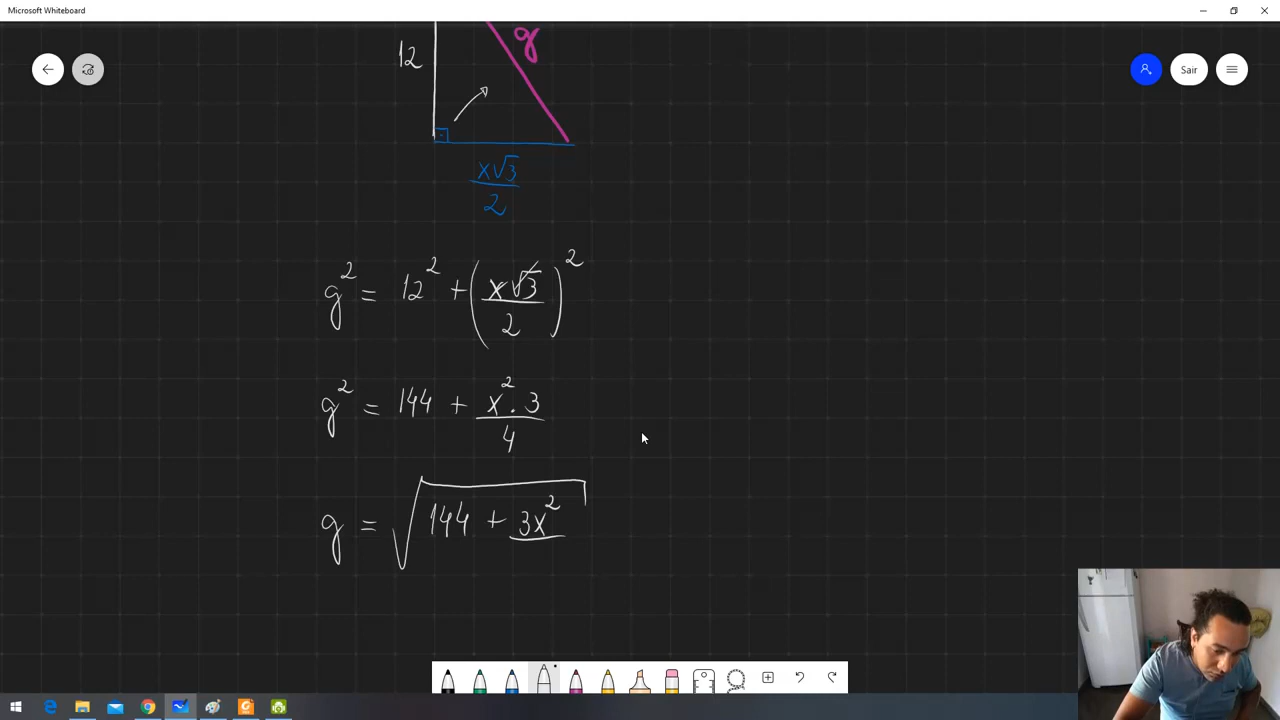 Microsoft Whiteboard
12 g
Sair
x√3
2
g² = 12² + (x√3/2)²
g² = 144 + x² . 3/4
g = √144 + 3x²